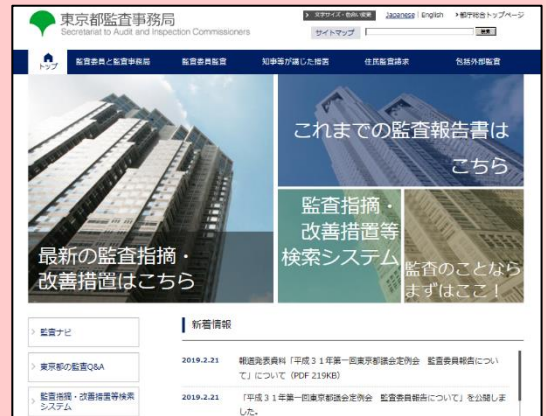 東京都監査事務局
Secretariat to Audit and Inspection Commissioners
文字サイズ・色合い変更
Japanese | English
都庁総合トップページ
サイトマップ
検索
トップ
監査委員と監査事務局
監査委員監査
知事等が講じた措置
住民監査請求
包括外部監査
最新の監査指摘・
改善措置はこちら
これまでの監査報告書は
こちら
監査指摘・
改善措置等
検索システム
監査のことなら
まずはここ！
監査ナビ
東京都の監査Q&A
監査指摘・改善措置等検索
システム
新着情報
2019.2.21 報道発表資料「平成３１年第一回東京都議会定例会 監査委員報告につい
て」について（PDF 219KB）
2019.2.21 「平成３１年第一回東京都議会定例会 監査委員報告について」を公開しま
した。